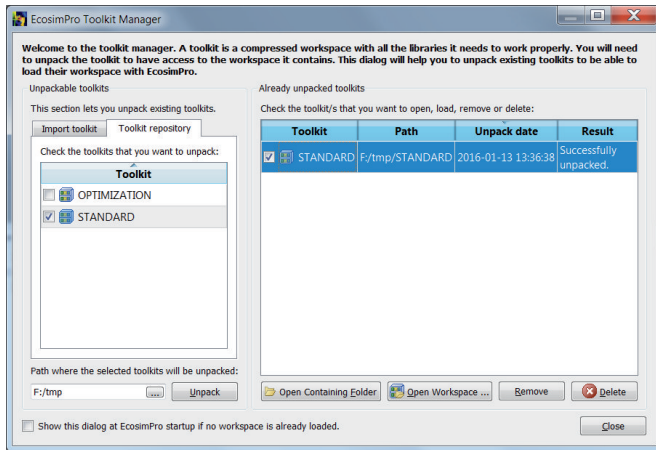 EcosimPro Toolkit Manager
Welcome to the toolkit manager. A toolkit is a compressed workspace with all the libraries it needs to work properly. You will need
to unpack the toolkit to have access to the workspace it contains. This dialog will help you to unpack existing toolkits to be able to
load their workspace with EcosimPro.
Unpackable toolkits
This section lets you unpack existing toolkits.
Import toolkit Toolkit repository
Check the toolkits that you want to unpack:
Toolkit
OPTIMIZATION
STANDARD
Path where the selected toolkits will be unpacked:
F:/tmp ... Unpack
Already unpacked toolkits
Check the toolkit/s that you want to open, load, remove or delete:
Toolkit Path Unpack date Result
STANDARD F:/tmp/STANDARD 2016-01-13 13:36:38 Successfully
unpacked.
Open Containing Folder Open Workspace ... Remove Delete
Show this dialog at EcosimPro startup if no workspace is already loaded.
Close